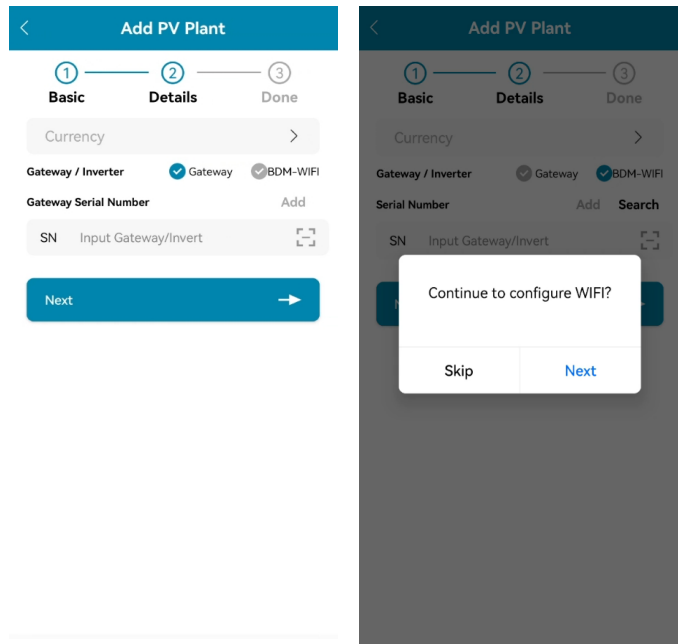 Add PV Plant
1
2
3
Basic
Details
Done
Currency
Gateway / Inverter
Gateway
BDM-WIFI
Gateway Serial Number
Add
SN
Input Gateway/Invert
Next
Add PV Plant
1
2
3
Basic
Details
Done
Currency
Gateway / Inverter
Gateway
BDM-WIFI
Serial Number
Add
Search
SN
Input Gateway/Invert
Continue to configure WIFI?
Skip
Next